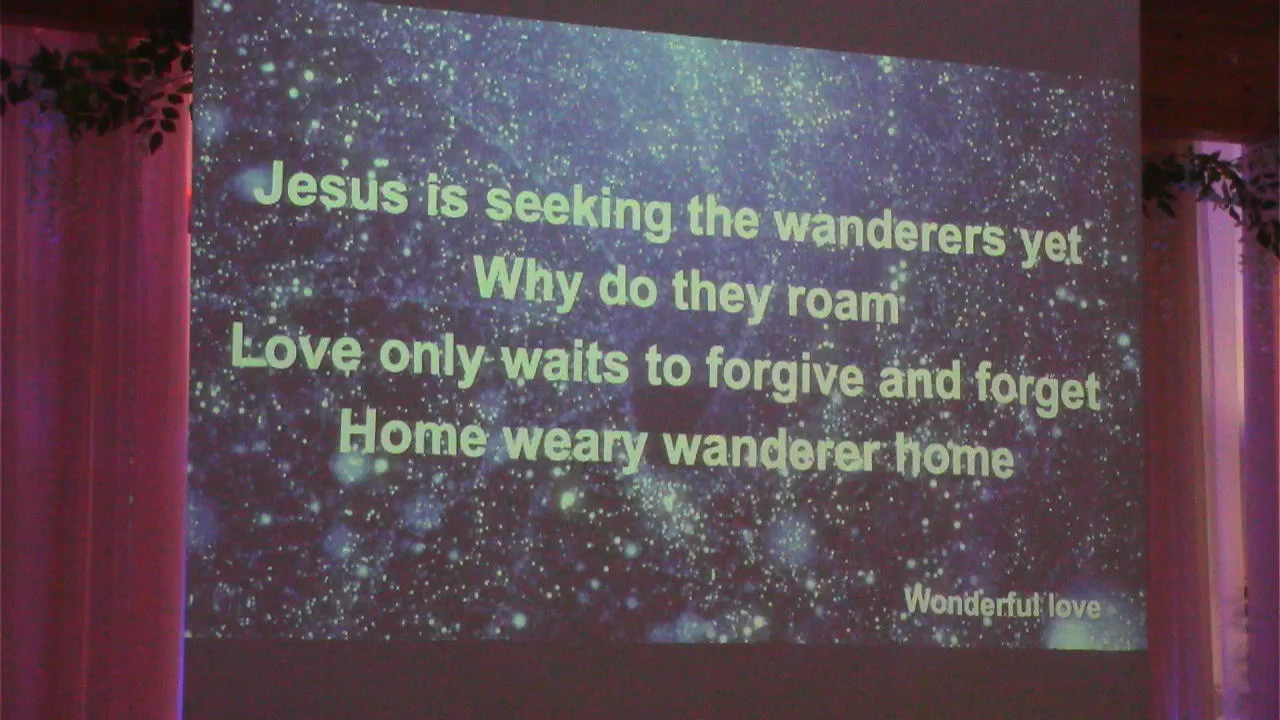 Jesus is seeking the wanderers yet
Why do they roam
Love only waits to forgive and forget
Home weary wanderer home
Wonderful love